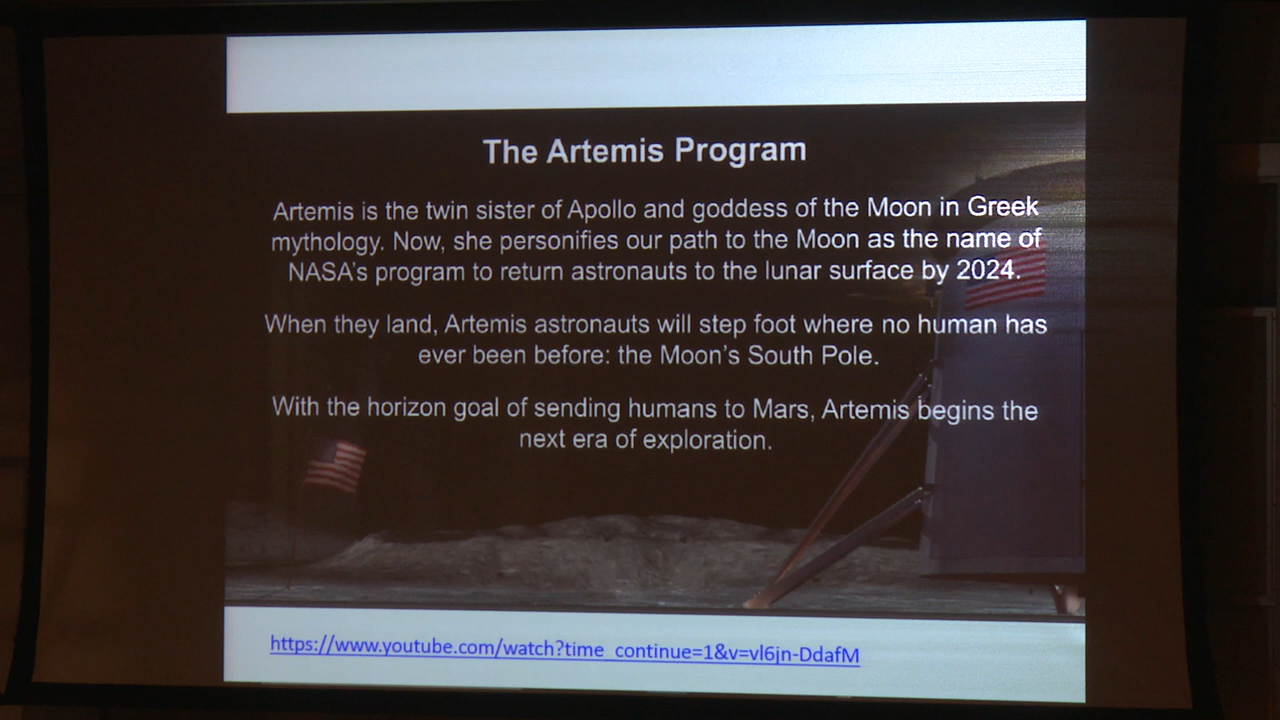 The Artemis Program
Artemis is the twin sister of Apollo and goddess of the Moon in Greek
mythology. Now, she personifies our path to the Moon as the name of
NASA's program to return astronauts to the lunar surface by 2024.
When they land, Artemis astronauts will step foot where no human has
ever been before: the Moon's South Pole.
With the horizon goal of sending humans to Mars, Artemis begins the
next era of exploration.
https://www.youtube.com/watch?time_continue=1&v=vl6jn-DdafM